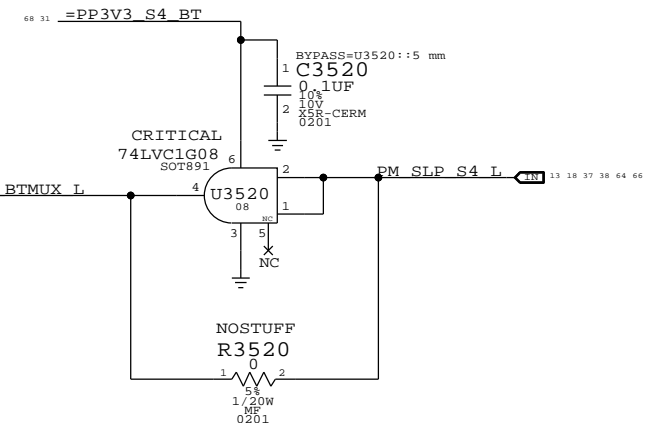 68 31 =PP3V3_S4_BT
BYPASS=U3520::5 mm
1 C3520
0.1UF
10%
10V
2 X5R-CERM
0201
CRITICAL
74LVC1G08
SOT891
6
2
PM_SLP_S4_L IN 13 18 37 38 64 66
BTMUX_L 4 U3520
08
1
NC
3 5
NC
NOSTUFF
R3520
0
1 2
5%
1/20W
MF
0201